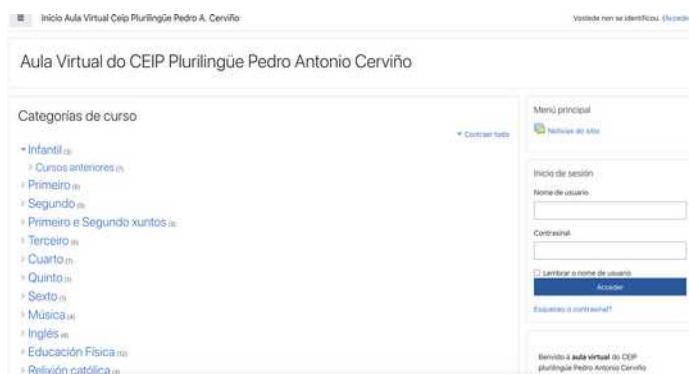 Inicio Aula Virtual Ceip Plurilingüe Pedro A. Cerviño
Vostede non se identificou. (Acceder
Aula Virtual do CEIP Plurilingüe Pedro Antonio Cerviño
Categorías de curso
Contraer todo
Infantil
Cursos anteriores (7)
Primeiro
Segundo
Primeiro e Segundo xuntos
Terceiro
Cuarto
Quinto
Sexto
Música
Inglés
Educación Física (12)
Relixión católica
Menú principal
Noticias do sitio
Inicio de sesión
Nome de usuario
Contrasinal
Lembrar o nome de usuario
Acceder
Esqueceu o contrasinal?
Benvido á aula virtual do CEIP
plurilingüe Pedro Antonio Cerviño